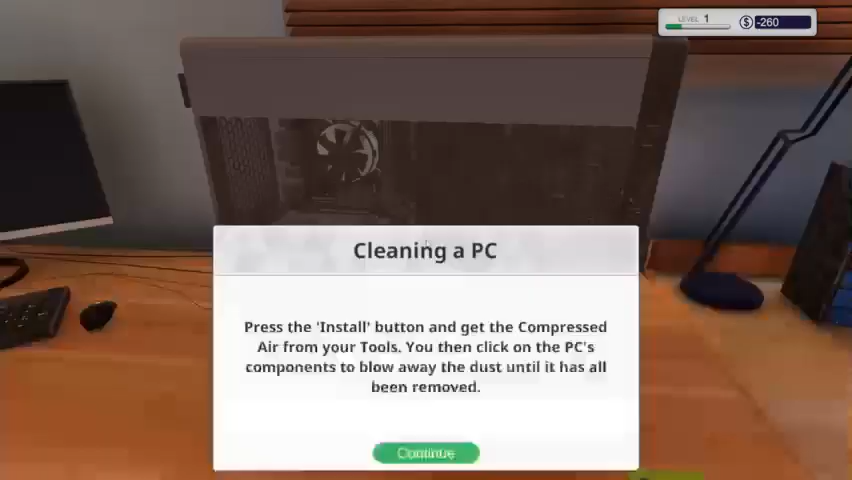 LEVEL 1
$ -260
Cleaning a PC
Press the 'Install' button and get the Compressed
Air from your Tools. You then click on the PC's
components to blow away the dust until it has all
been removed.
Continue